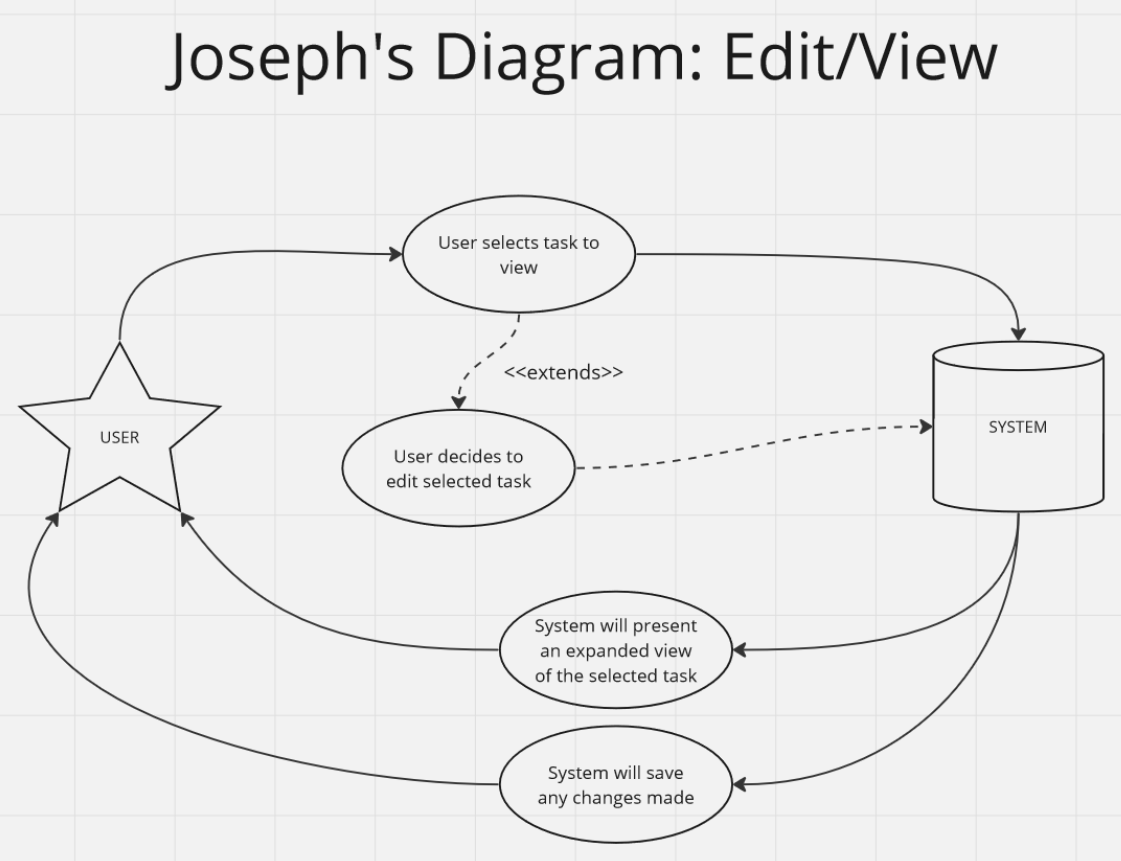 Joseph's Diagram: Edit/View
User selects task to
view
<<extends>>
USER
SYSTEM
User decides to
edit selected task
System will present
an expanded view
of the selected task
System will save
any changes made